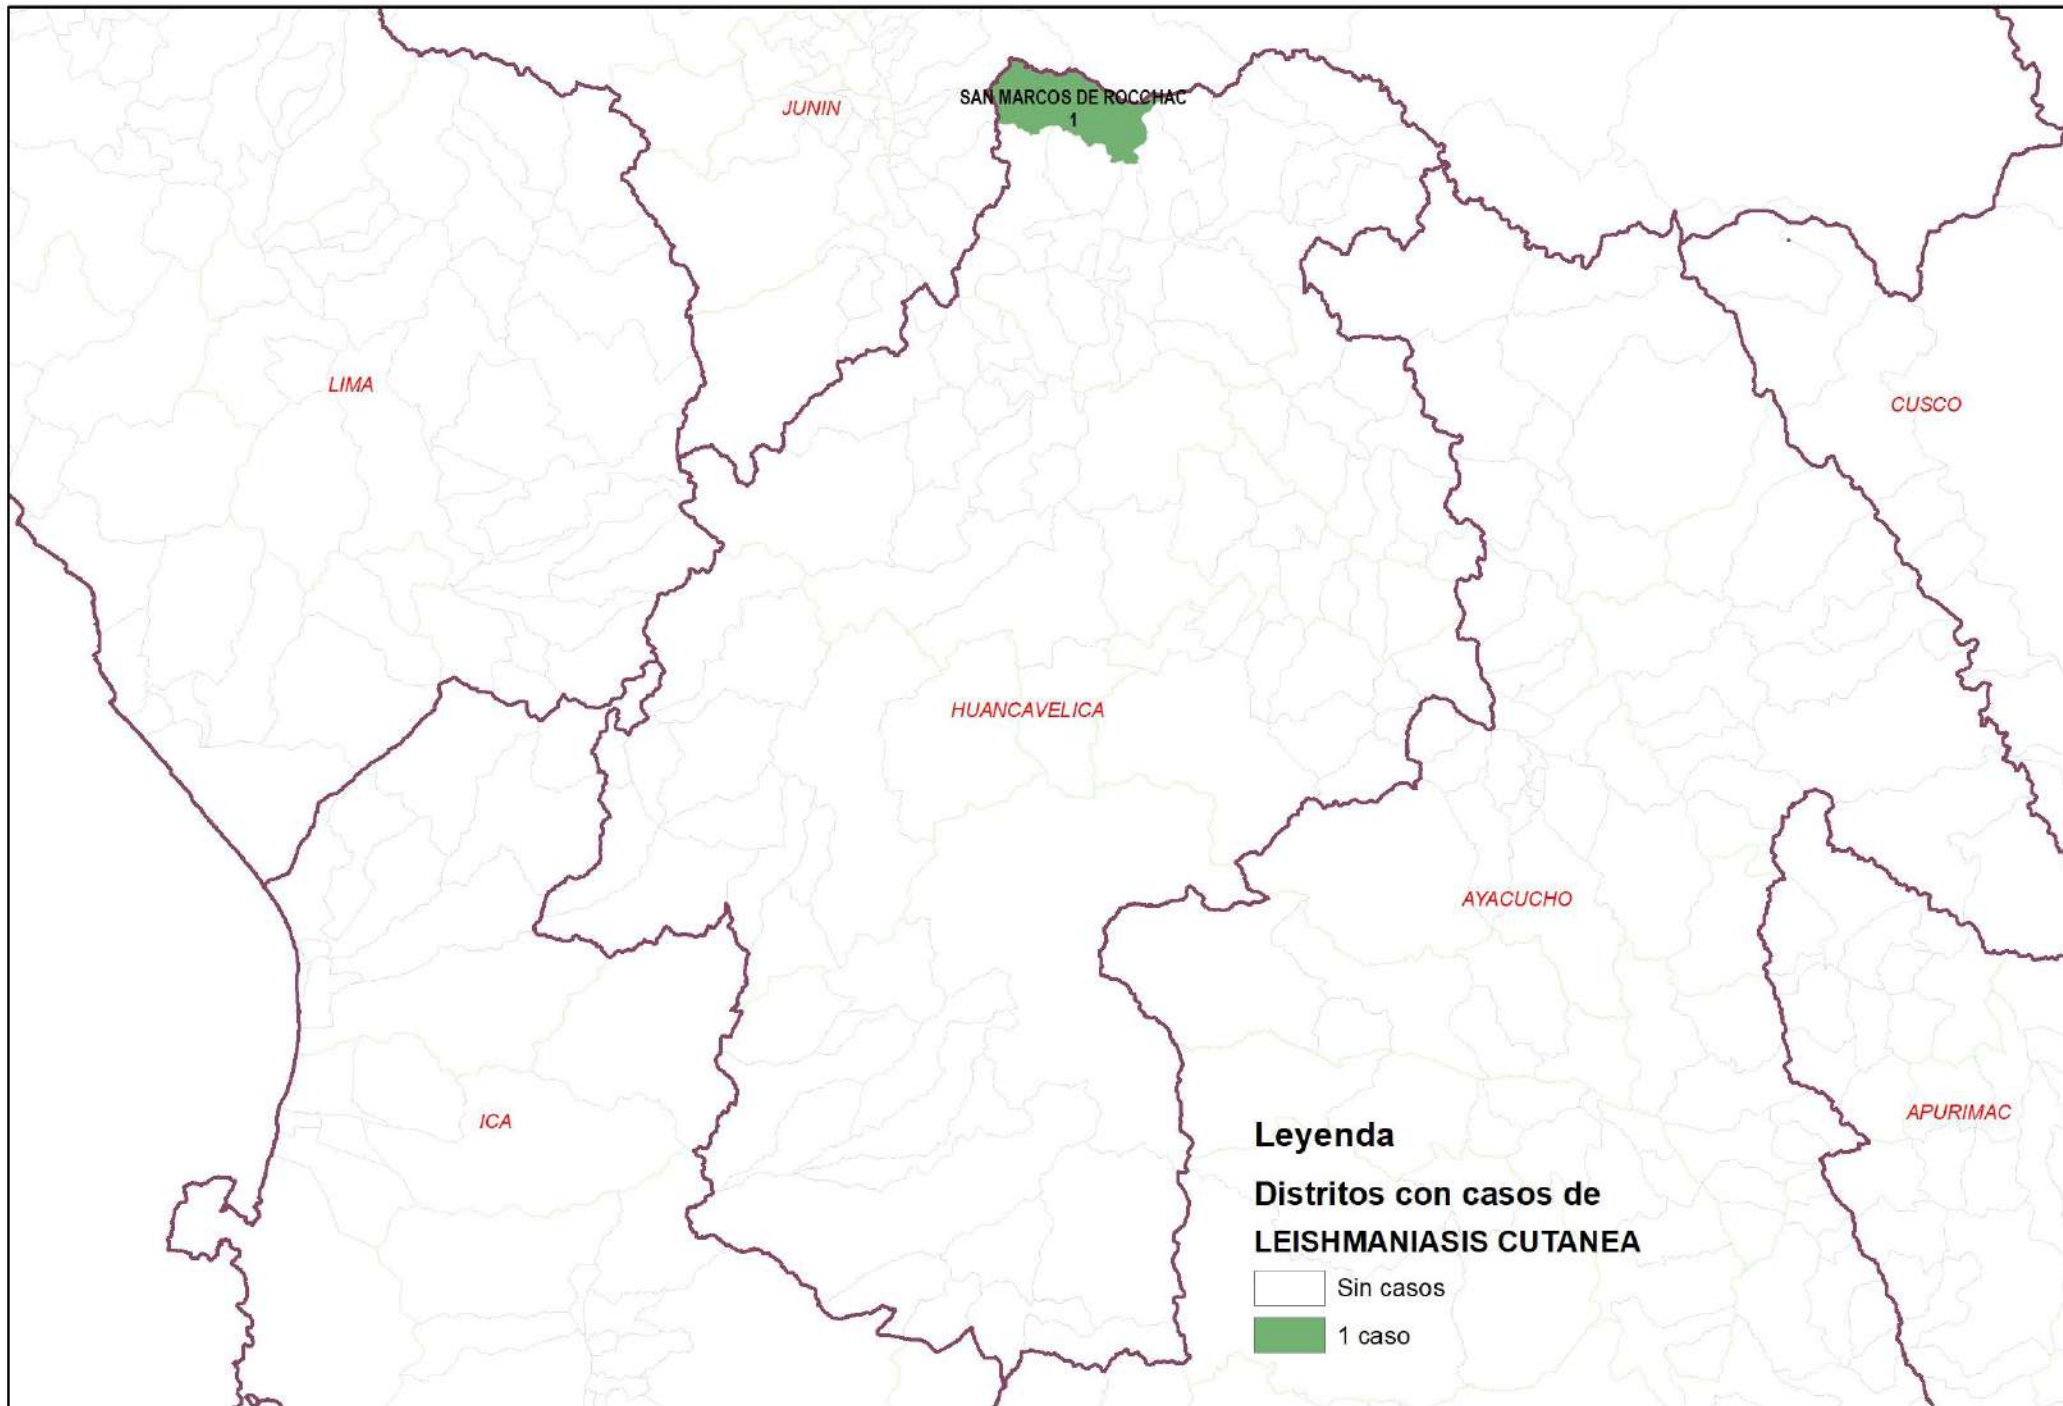 SAN MARCOS DE ROCCHAC
1
JUNIN
LIMA
CUSCO
HUANCAVELICA
AYACUCHO
ICA
APURIMAC
Leyenda
Distritos con casos de
LEISHMANIASIS CUTANEA
Sin casos
1 caso